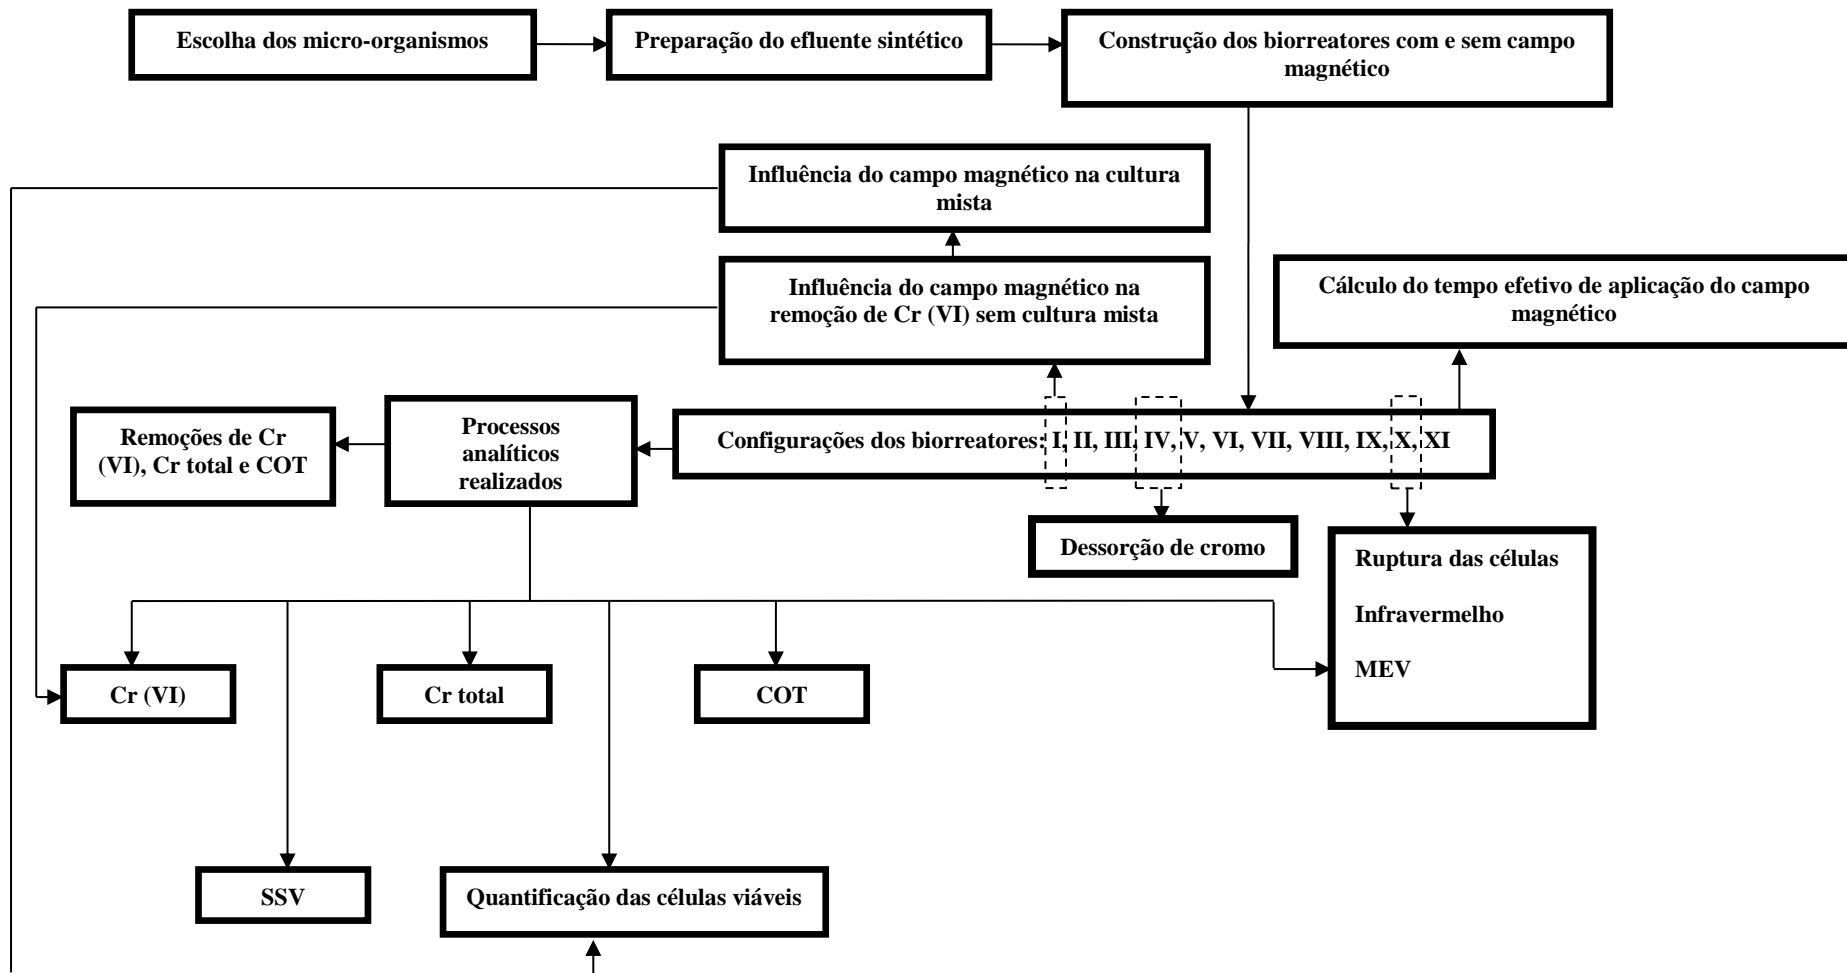 Escolha dos micro-organismos
Preparação do efluente sintético
Construção dos biorreatores com e sem campo
magnético
Influência do campo magnético na cultura
mista
Influência do campo magnético na
remoção de Cr (VI) sem cultura mista
Cálculo do tempo efetivo de aplicação do campo
magnético
Remoções de Cr
(VI), Cr total e COT
Processos
analíticos
realizados
Configurações dos biorreatores: I, II, III, IV, V, VI, VII, VIII, IX, X, XI
Dessorção de cromo
Ruptura das células
Infravermelho
MEV
Cr (VI)
Cr total
COT
SSV
Quantificação das células viáveis